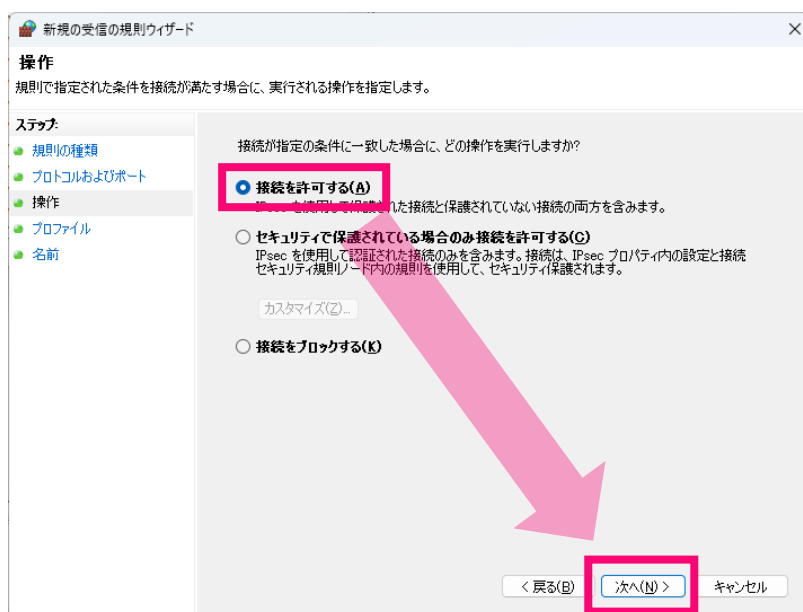 新規の受信の規則ウィザード
操作
規則で指定された条件を接続が満たす場合に、実行される操作を指定します。
ステップ:
規則の種類
プロトコルおよびポート
操作
プロファイル
名前
接続が指定の条件に一致した場合に、どの操作を実行しますか?
接続を許可する(A)
IPsec を使用して保護された接続と保護されていない接続の両方を含みます。
セキュリティで保護されている場合のみ接続を許可する(C)
IPsec を使用して認証された接続のみを含みます。接続は、IPsec プロパティ内の設定と接続
セキュリティ規則ノード内の規則を使用して、セキュリティ保護されます。
カスタマイズ(Z)...
接続をブロックする(K)
< 戻る(B)
次へ(N) >
キャンセル